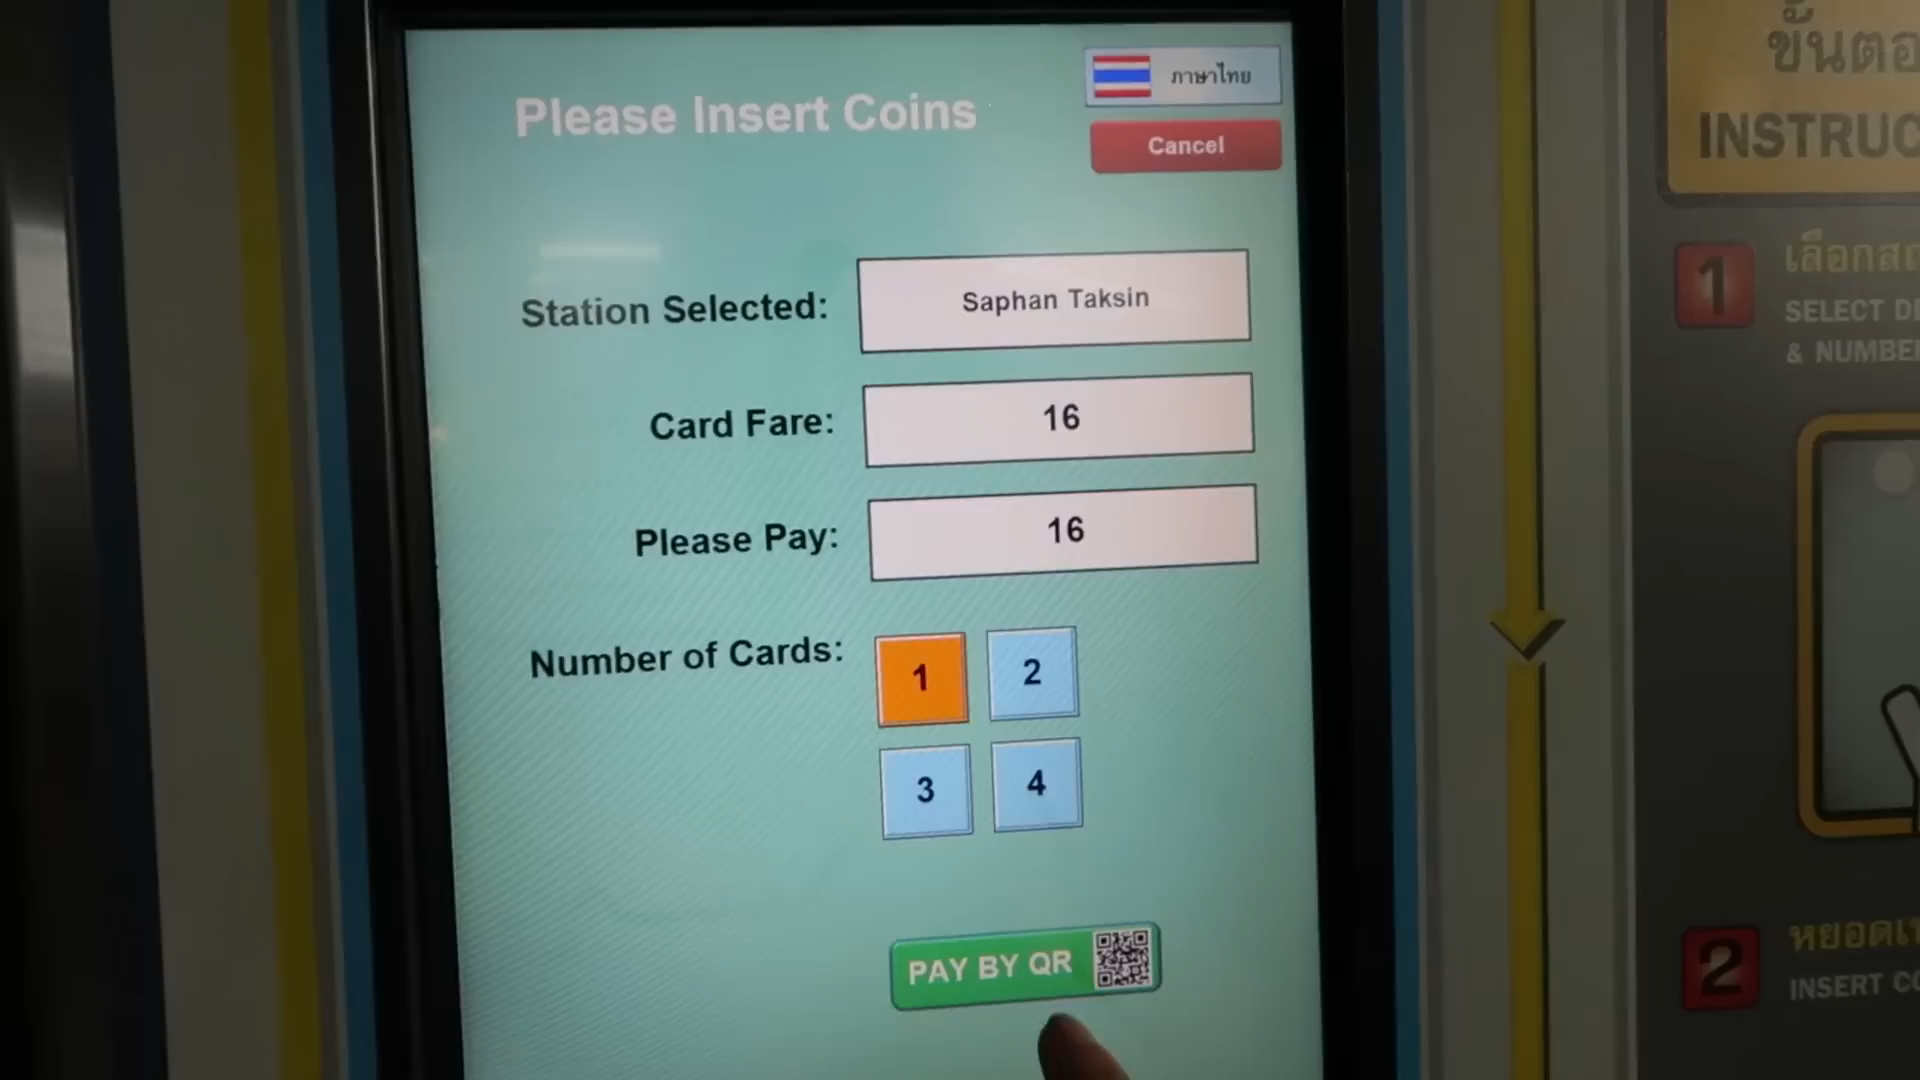 Please Insert Coins
ภาษาไทย
Cancel
Station Selected:
Saphan Taksin
Card Fare:
16
Please Pay:
16
Number of Cards:
1
2
3
4
PAY BY QR
1
SELECT
& NUMBE
2
INSERT